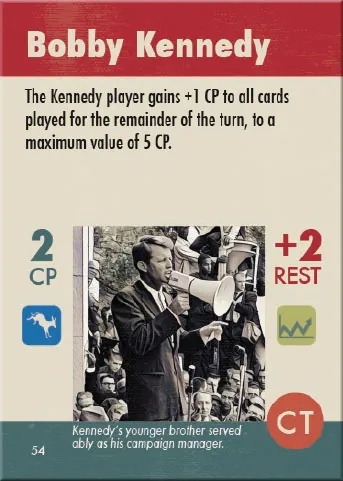 Bobby Kennedy
The Kennedy player gains +1 CP to all cards
played for the remainder of the turn, to a
maximum value of 5 CP.
2
CP
+2
REST
CT
Kennedy's younger brother served
ably as his campaign manager.
54